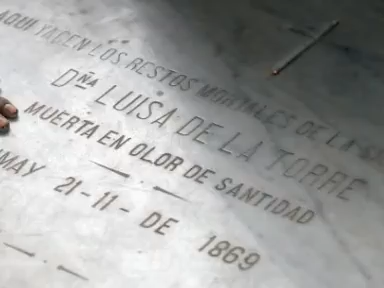 AQUI YACEN LOS RESTOS MORTALES DE LA
Dña LUISA DE LA TORRE
MUERTA EN OLOR DE SANTIDAD
21-11- DE 1869